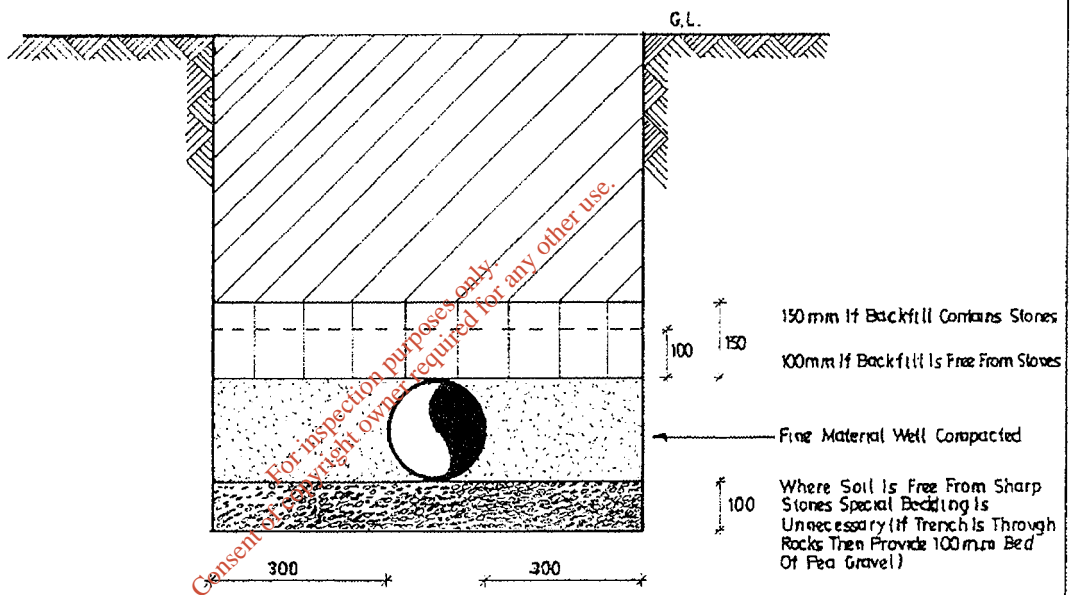 G.L.
150mm If Backfill Contains Stones
100mm If Backfill Is Free From Stones
100
150
Fine Material Well Compacted
Where Soil Is Free From Sharp
Stones Special Bedding Is
Unnecessary (If Trench Is Through
Rocks Then Provide 100mm Bed
Of Pea Gravel)
100
300
300
For inspection purposes only.
Consent of copyright owner required for any other use.